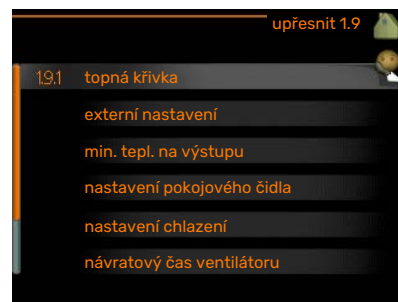 upřesnit 1.9
1.9.1 topná křivka
externí nastavení
min. tepl. na výstupu
nastavení pokojového čidla
nastavení chlazení
návratový čas ventilátoru